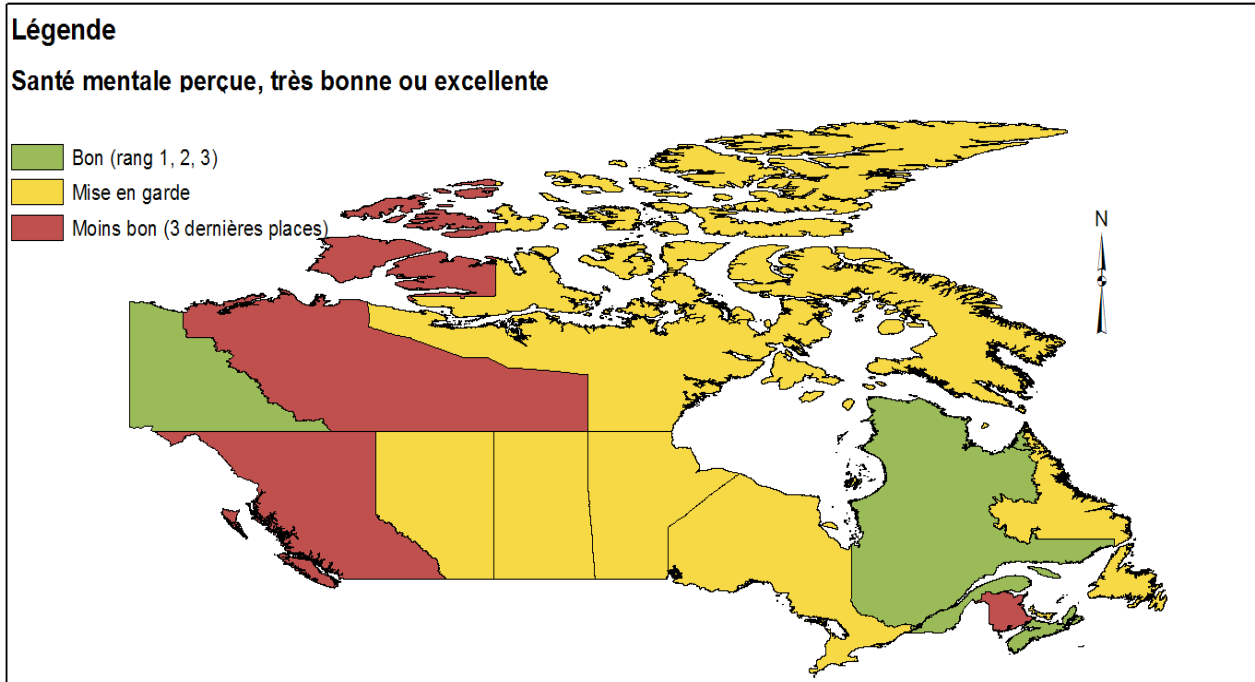 Légende
Santé mentale perçue, très bonne ou excellente
Bon (rang 1, 2, 3)
Mise en garde
Moins bon (3 dernières places)
N